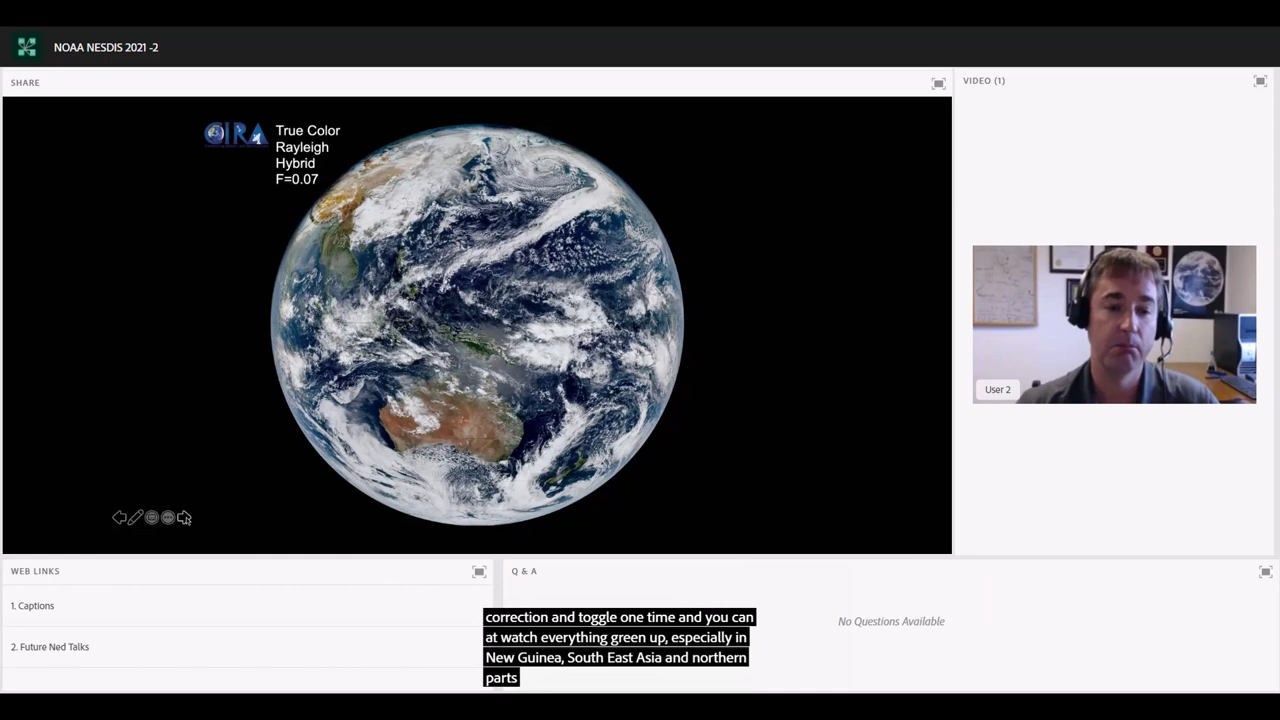 NOAA NESDIS 2021 -2
SHARE
VIDEO (1)
CIRA
True Color
Rayleigh
Hybrid
F=0.07
User 2
WEB LINKS
1. Captions
2. Future Ned Talks
Q & A
No Questions Available
correction and toggle one time and you can
at watch everything green up, especially in
New Guinea, South East Asia and northern
parts